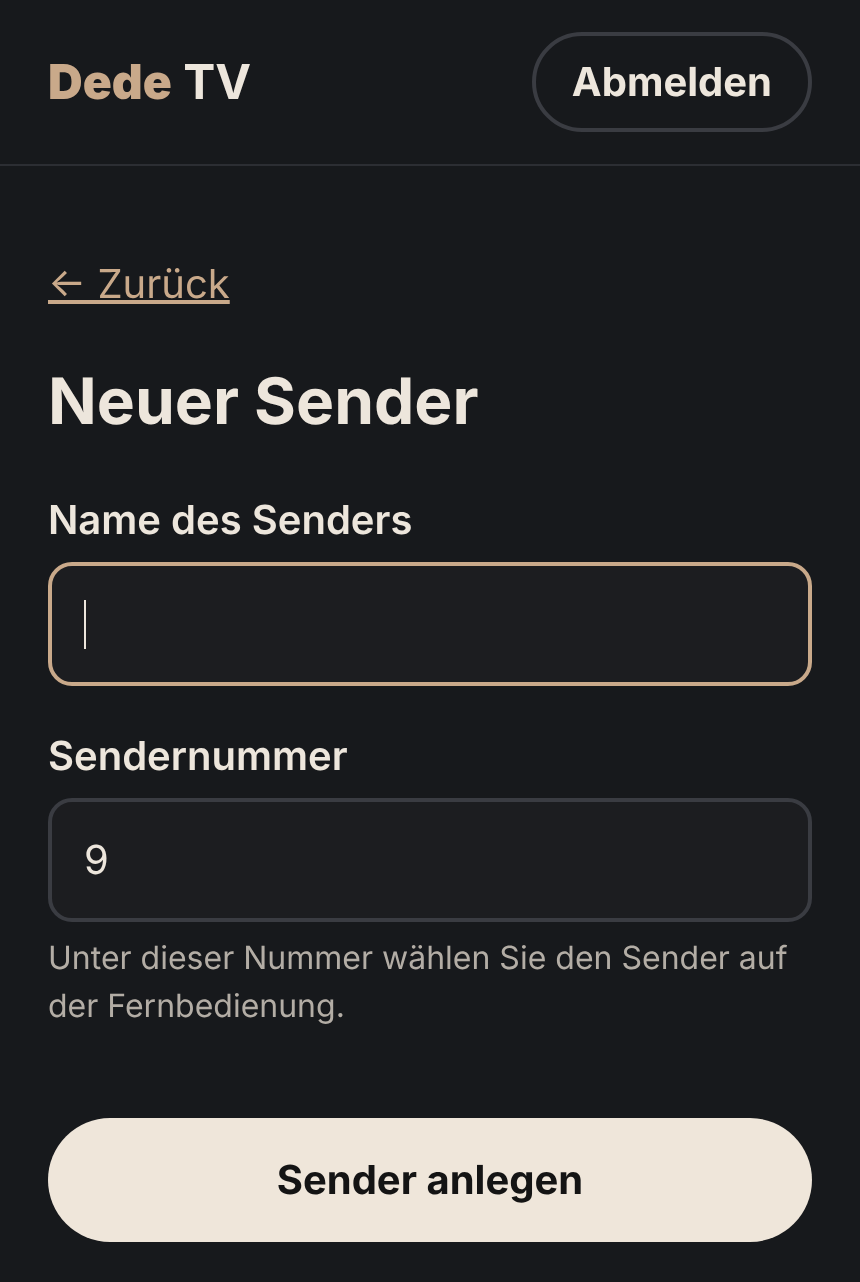 Dede TV
Abmelden
← Zurück
Neuer Sender
Name des Senders
Sendernummer
9
Unter dieser Nummer wählen Sie den Sender auf
der Fernbedienung.
Sender anlegen